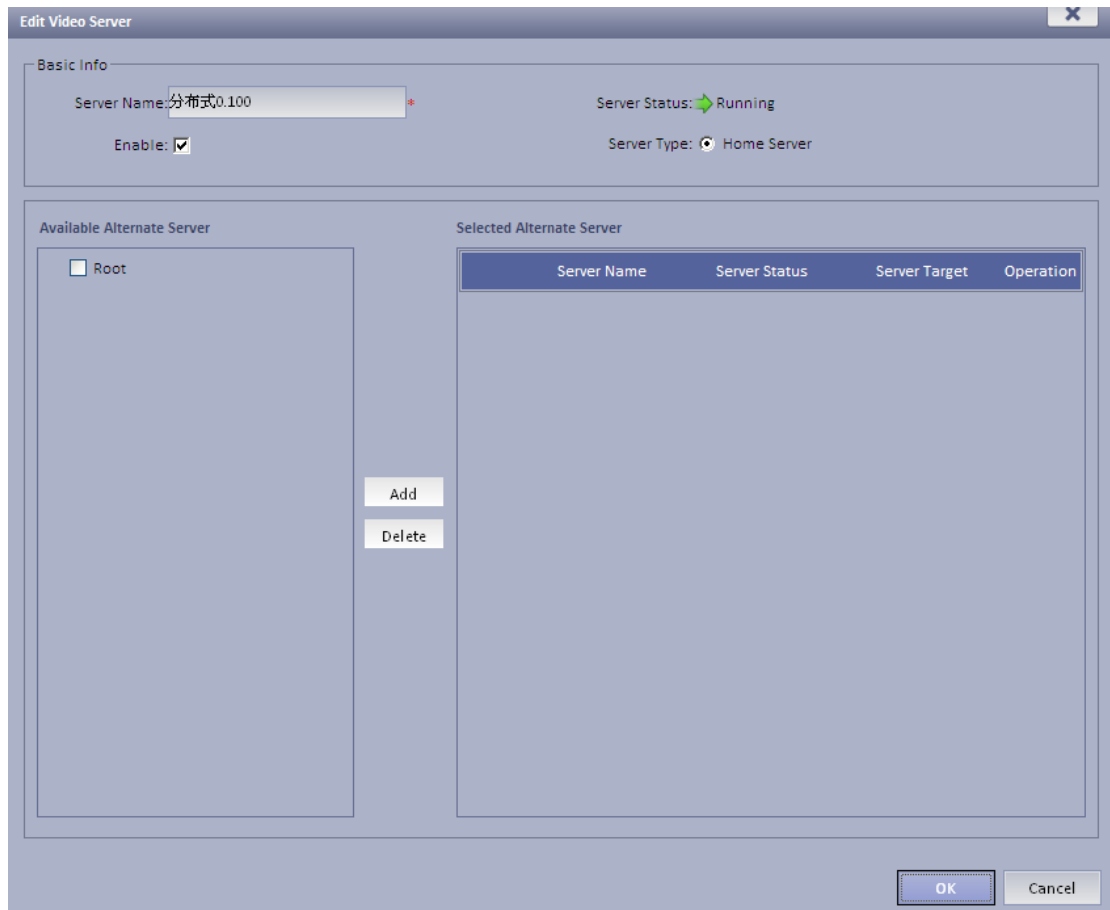 Edit Video Server
Basic Info
Server Name:分布式0.100 * Server Status: Running
Enable: Server Type: Home Server
Available Alternate Server Selected Alternate Server
Root
Server Name Server Status Server Target Operation
Add
Delete
OK Cancel